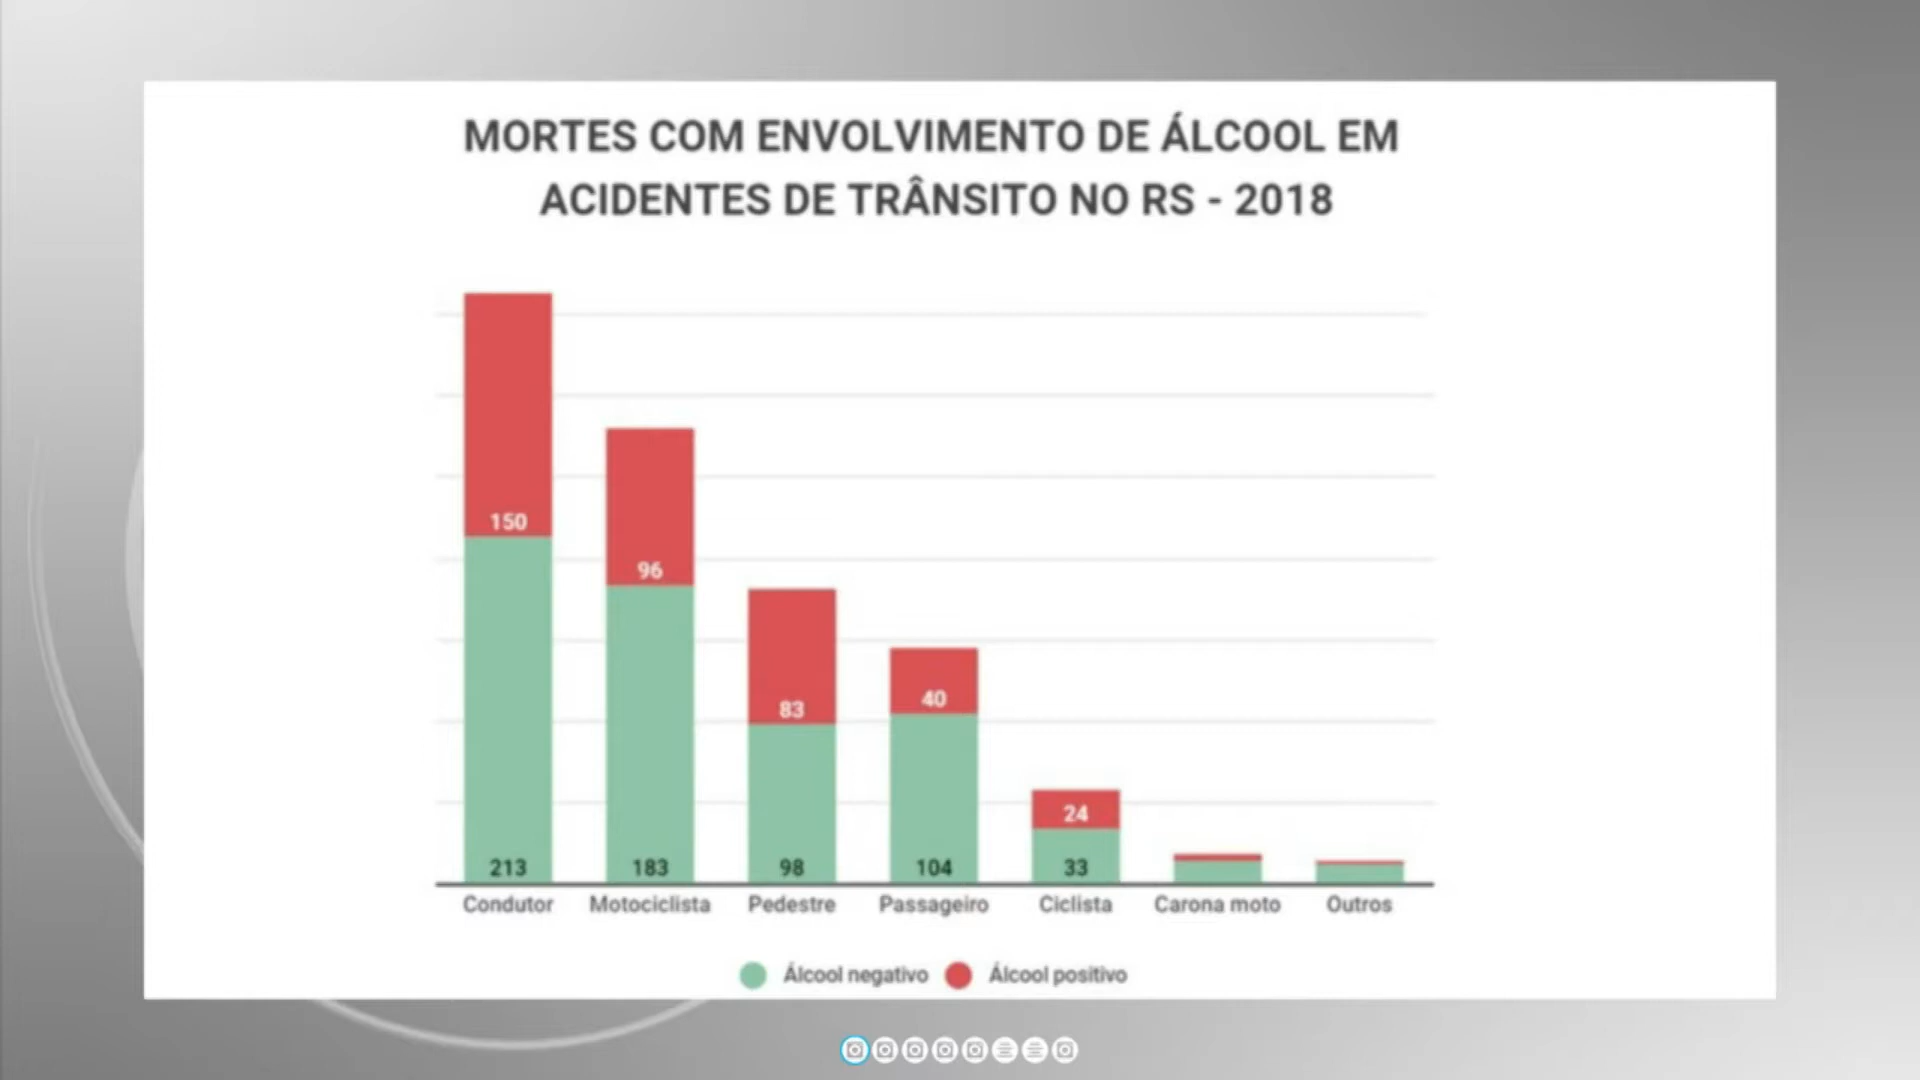 MORTES COM ENVOLVIMENTO DE ÁLCOOL EM
ACIDENTES DE TRÂNSITO NO RS - 2018
150
96
83
40
24
213
183
98
104
33
Condutor
Motociclista
Pedestre
Passageiro
Ciclista
Carona moto
Outros
Álcool negativo
Álcool positivo